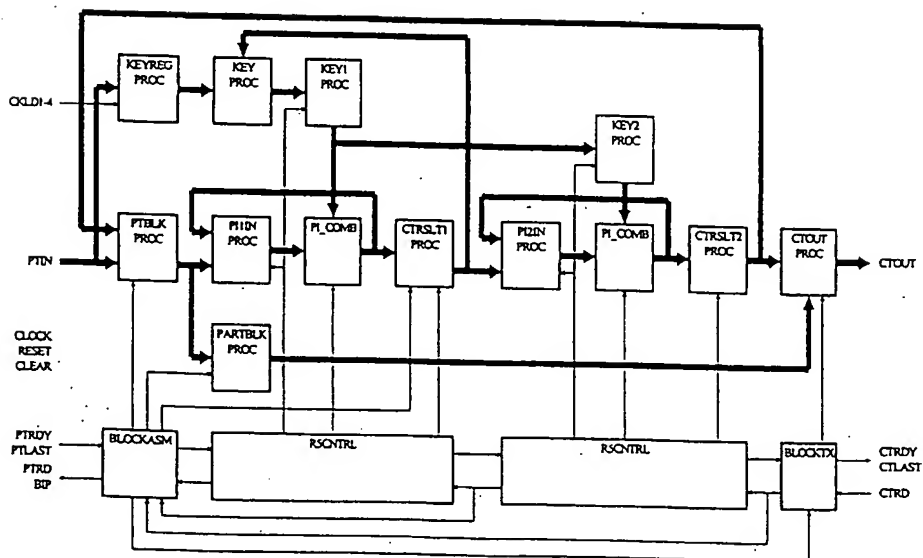 KEYREG
PROC
KEY
PROC
KEY1
PROC
CKLD1-4
KEY2
PROC
PTBLK
PROC
PI1IN
PROC
PI_COMB
CTRSLT1
PROC
PI2IN
PROC
PI_COMB
CTRSLT2
PROC
CTOUT
PROC
PTIN
CTOUT
CLOCK
RESET
CLEAR
PARTBLK
PROC
PTRDY
PTLAST
PTRD
BIP
BLOCKASM
RSCNTRL
RSCNTRL
BLOCKTX
CTRDY
CTLAST
CTRD